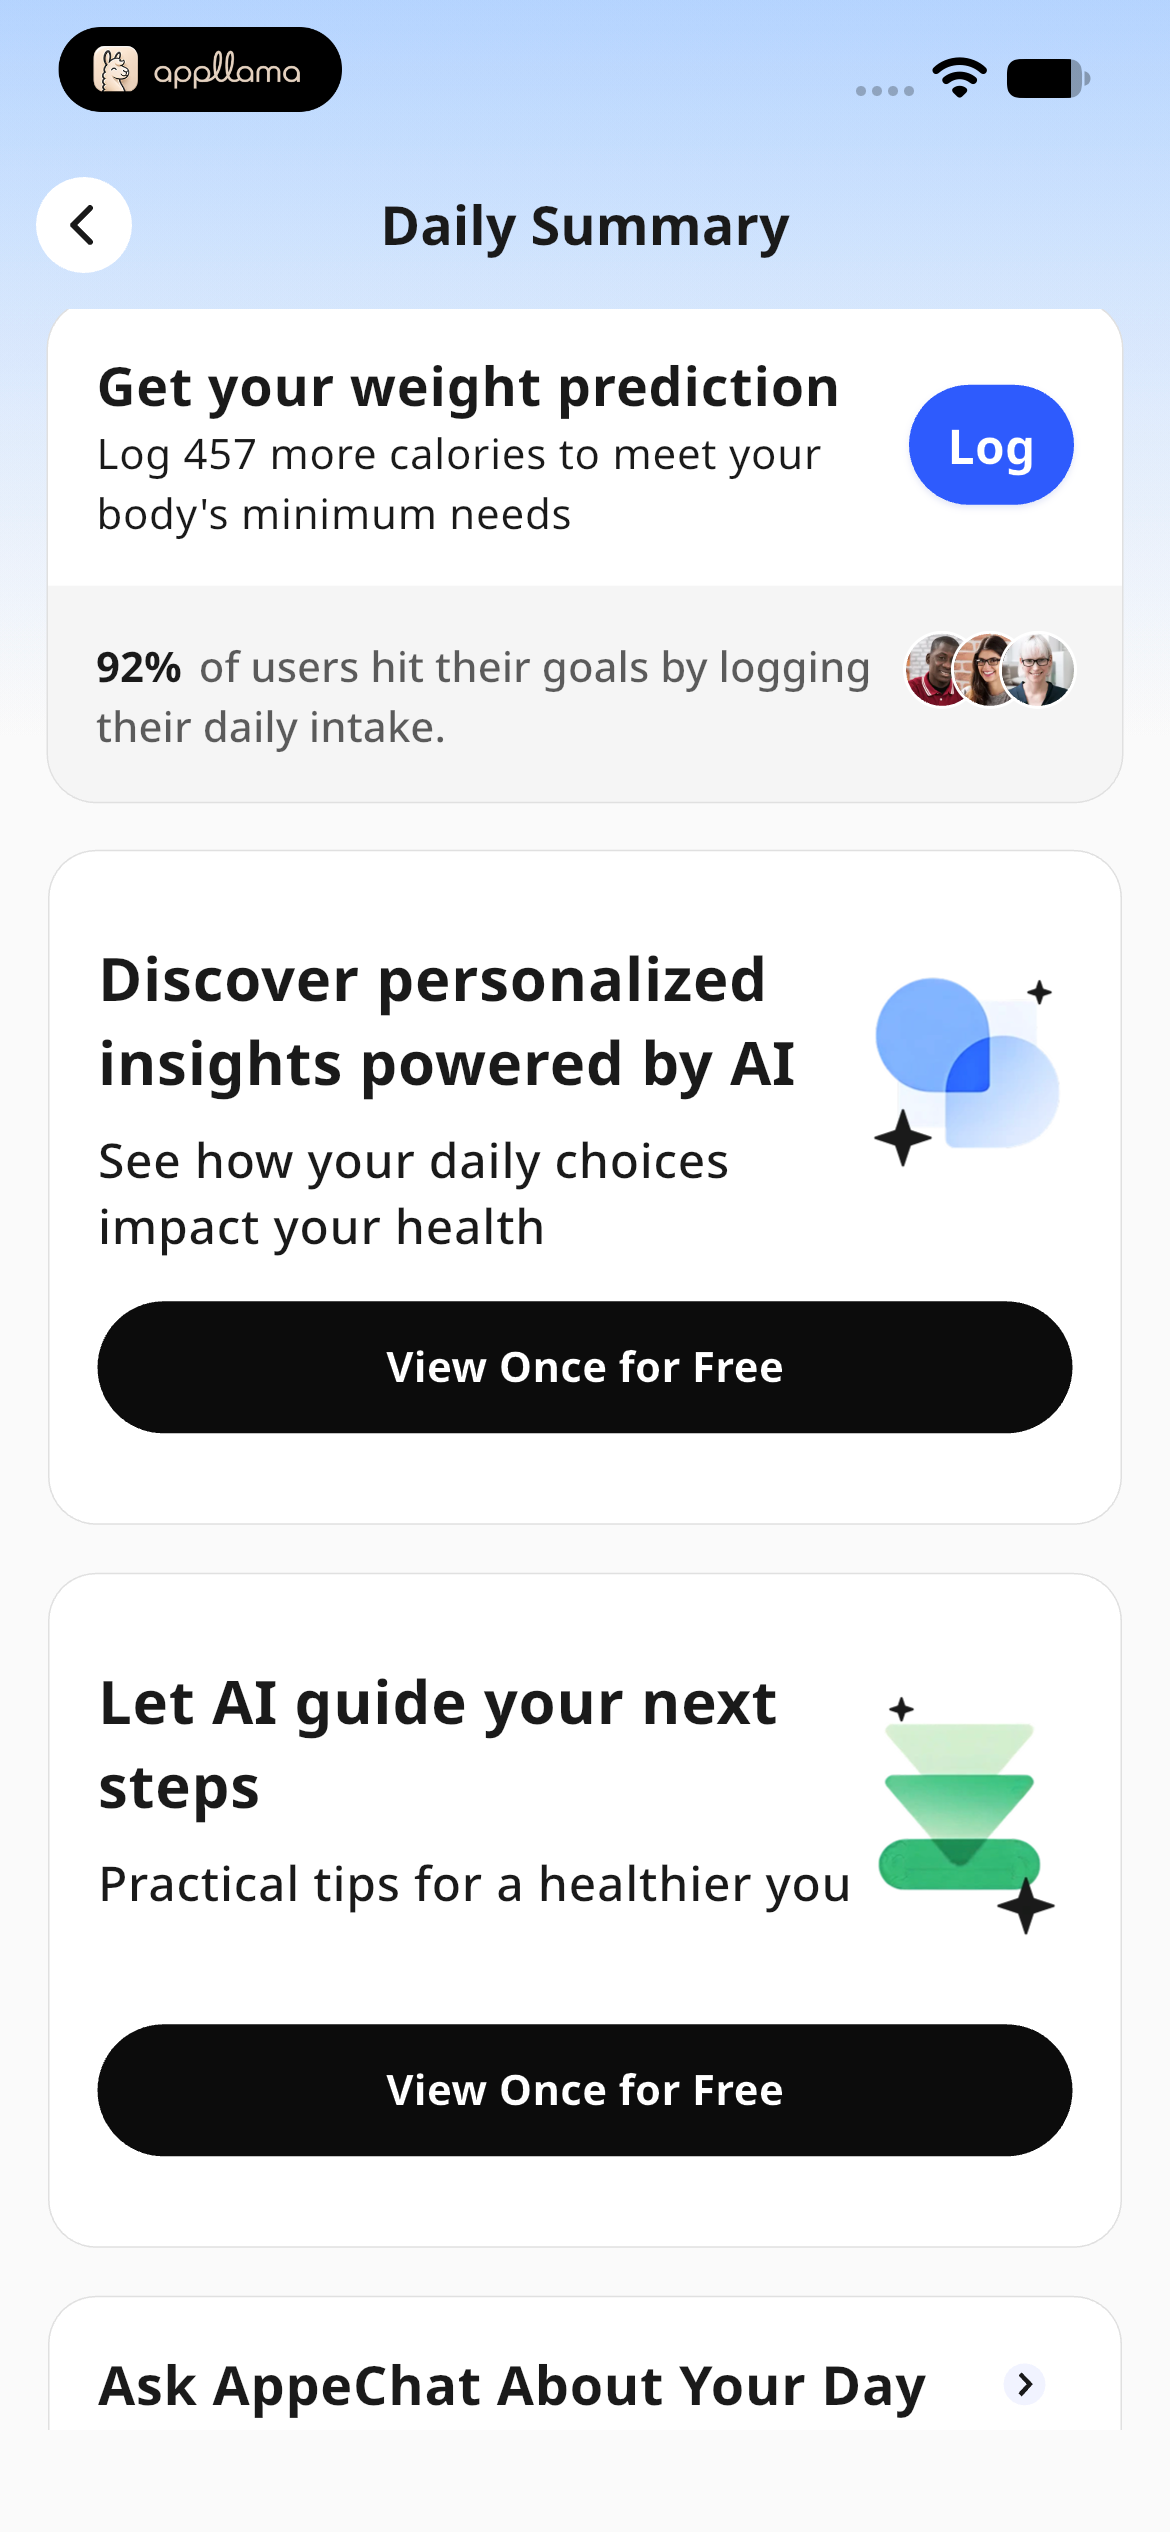 appllama
Daily Summary
Get your weight prediction
Log 457 more calories to meet your
body's minimum needs
Log
92% of users hit their goals by logging
their daily intake.
Discover personalized
insights powered by AI
See how your daily choices
impact your health
View Once for Free
Let AI guide your next
steps
Practical tips for a healthier you
View Once for Free
Ask AppeChat About Your Day